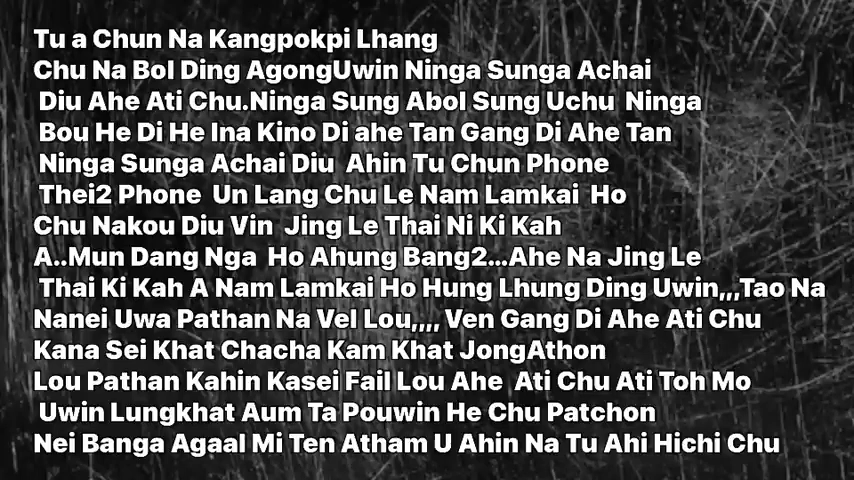 Tu a Chun Na Kangpokpi Lhang
Chu Na Bol Ding AgongUwin Ninga Sunga Achai
Diu Ahe Ati Chu.Ninga Sung Abol Sung Uchu Ninga
Bou He Di He Ina Kino Di ahe Tan Gang Di Ahe Tan
Ninga Sunga Achai Diu Ahin Tu Chun Phone
Thei2 Phone Un Lang Chu Le Nam Lamkai Ho
Chu Nakou Diu Vin Jing Le Thai Ni Ki Kah
A..Mun Dang Nga Ho Ahung Bang2...Ahe Na Jing Le
Thai Ki Kah A Nam Lamkai Ho Hung Lhung Ding Uwin,,,Tao Na
Nanei Uwa Pathan Na Vel Lou,,,, Ven Gang Di Ahe Ati Chu
Kana Sei Khat Chacha Kam Khat JongAthon
Lou Pathan Kahin Kasei Fail Lou Ahe Ati Chu Ati Toh Mo
Uwin Lungkhat Aum Ta Pouwin He Chu Patchon
Nei Banga Agaal Mi Ten Atham U Ahin Na Tu Ahi Hichi Chu